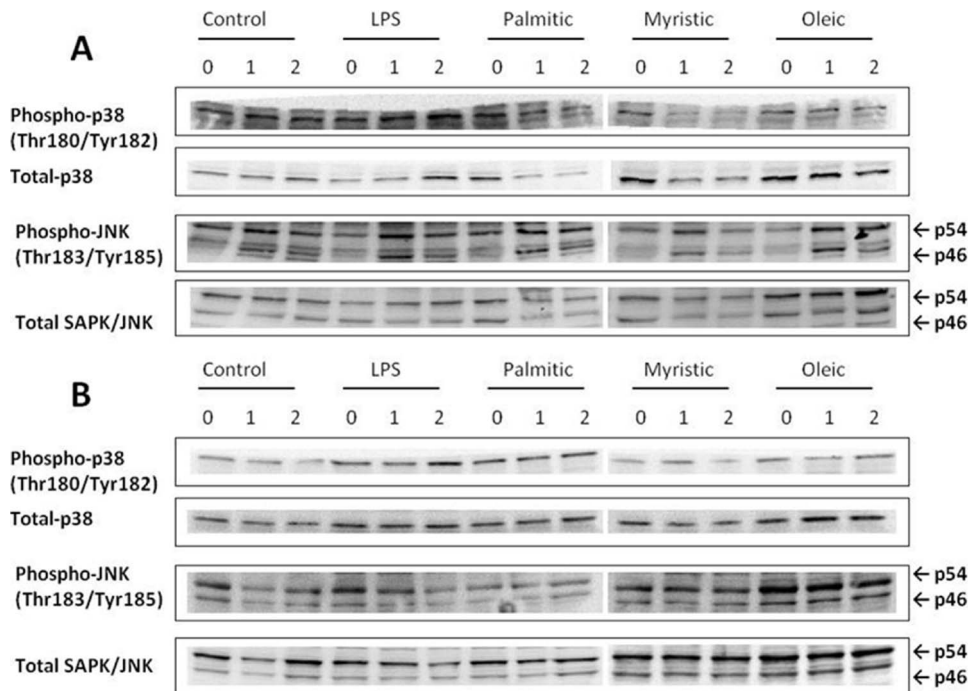 A
Control LPS Palmitic Myristic Oleic
0 1 2 0 1 2 0 1 2 0 1 2 0 1 2
Phospho-p38
(Thr180/Tyr182)
Total-p38
Phospho-JNK
(Thr183/Tyr185)
← p54
← p46
Total SAPK/JNK
← p54
← p46
B
Control LPS Palmitic Myristic Oleic
0 1 2 0 1 2 0 1 2 0 1 2 0 1 2
Phospho-p38
(Thr180/Tyr182)
Total-p38
Phospho-JNK
(Thr183/Tyr185)
← p54
← p46
Total SAPK/JNK
← p54
← p46